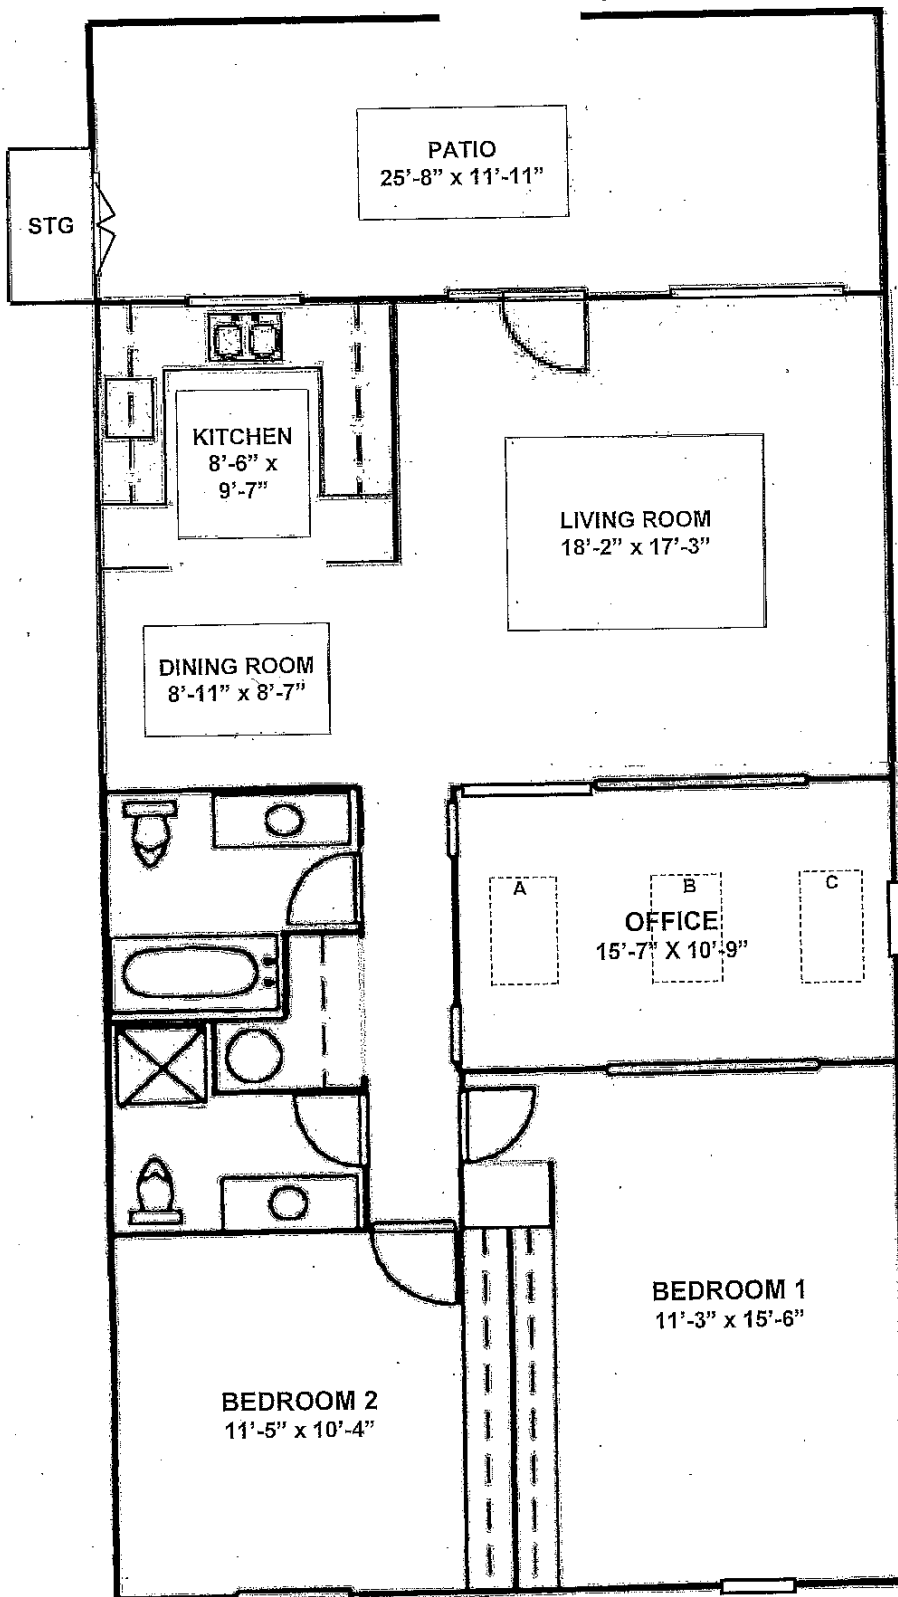 PATIO
25'-8" x 11'-11"
STG
KITCHEN
8'-6" x
9'-7"
LIVING ROOM
18'-2" x 17'-3"
DINING ROOM
8'-11" x 8'-7"
A
B
C
OFFICE
15'-7" X 10'-9"
BEDROOM 1
11'-3" x 15'-6"
BEDROOM 2
11'-5" x 10'-4"